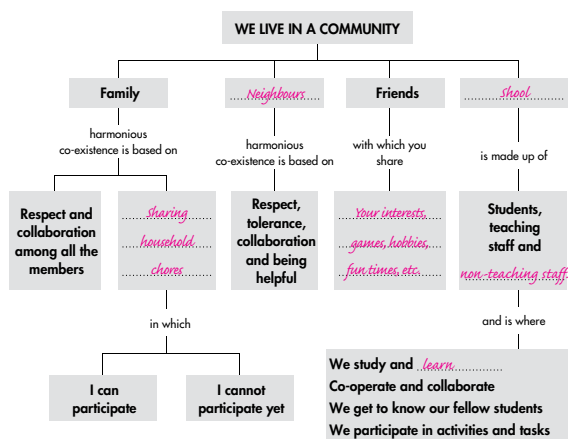 WE LIVE IN A COMMUNITY
Family
Neighbours
Friends
Shool
harmonious
co-existence is based on
harmonious
co-existence is based on
with which you
share
is made up of
Respect and
collaboration
among all the
members
sharing
household
chores
Respect,
tolerance,
collaboration
and being
helpful
Your interests,
games, hobbies,
fun times, etc.
Students,
teaching
staff and
non-teaching staff
in which
and is where
I can
participate
I cannot
participate yet
We study and learn
Co-operate and collaborate
We get to know our fellow students
We participate in activities and tasks